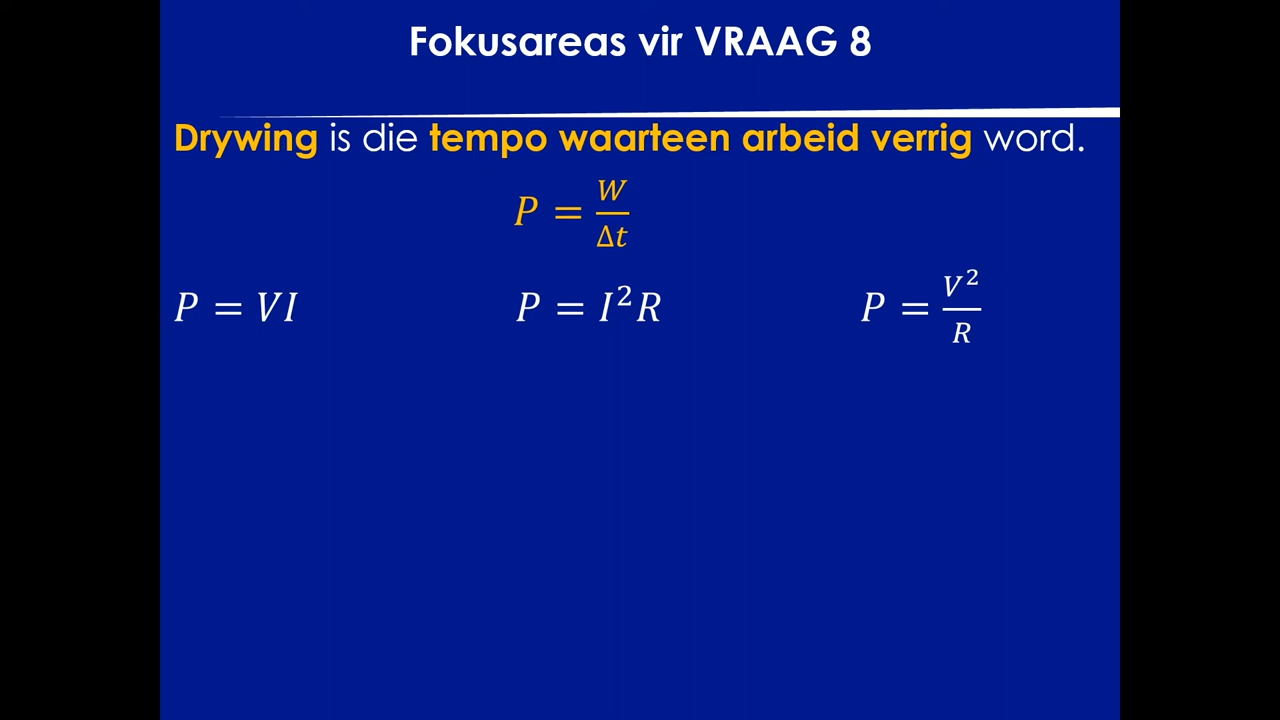 Fokusareas vir VRAAG 8
Drywing is die tempo waarteen arbeid verrig word.
P = W/Δt
P = VI P = I²R P = V²/R